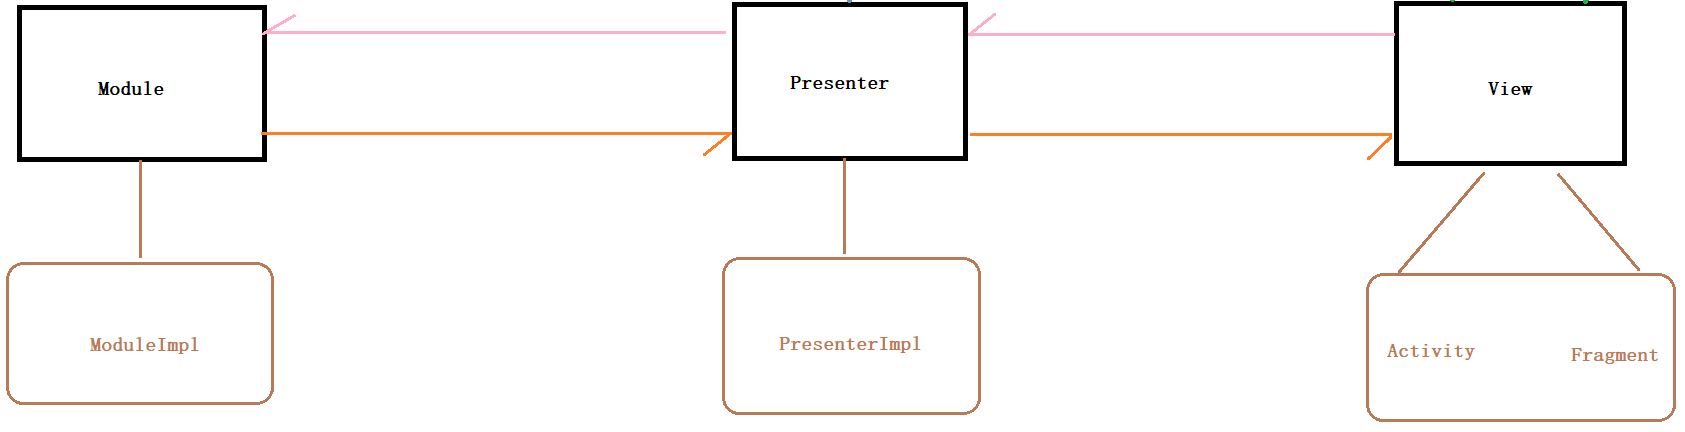 Module
Presenter
View
ModuleImpl
PresenterImpl
Activity
Fragment